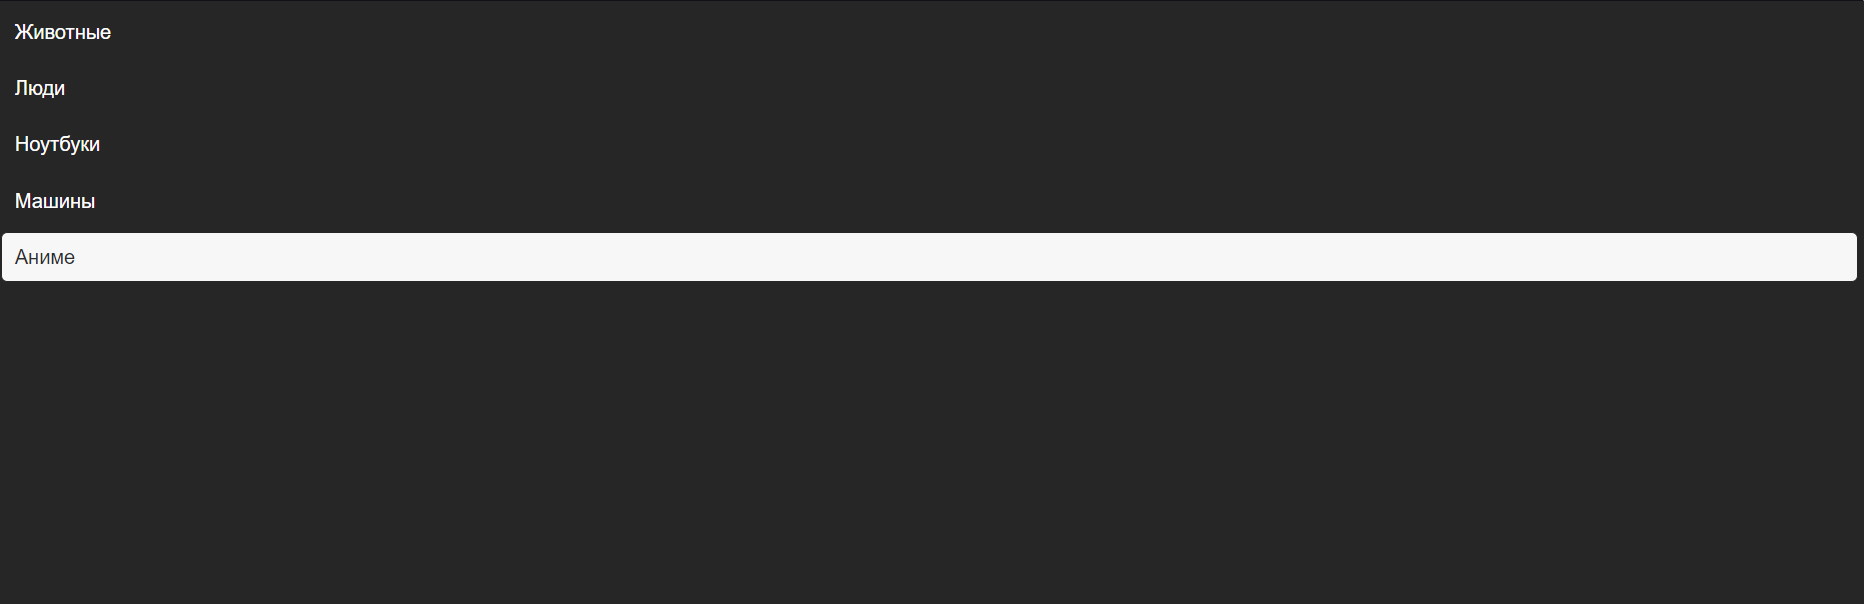 Животные
Люди
Ноутбуки
Машины
Аниме